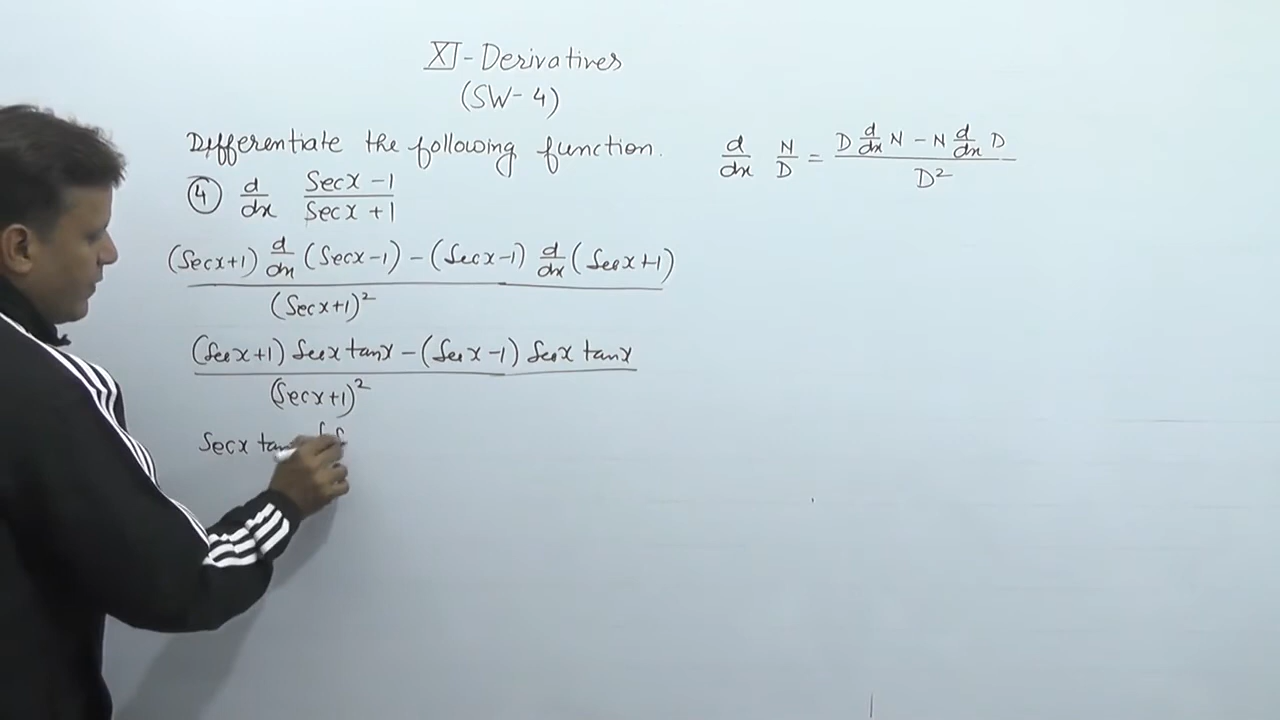 XI - Derivatives
(SW- 4)
Differentiate the following function.
d/dx N/D = (D d/dx N - N d/dx D) / D²
④ d/dx (Secx - 1) / (Secx + 1)
((Secx+1) d/dx (Secx-1) - (Secx-1) d/dx (Secx+1)) / (Secx+1)²
((Secx+1) Secx tanx - (Secx-1) Secx tanx) / (Secx+1)²
Secx